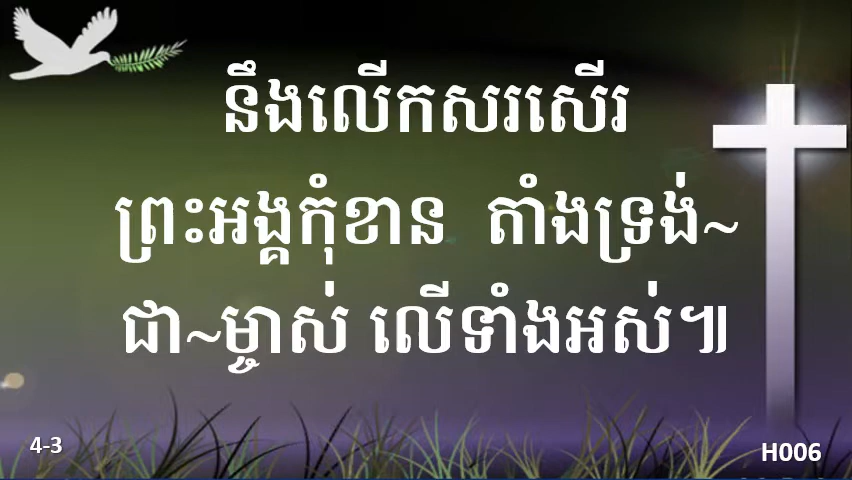 នឹងលើកសរសើរ
ព្រះអង្គកុំខាន តាំងទ្រង់~
ជា~ម្ចាស់ លើទាំងអស់៕
4-3
H006